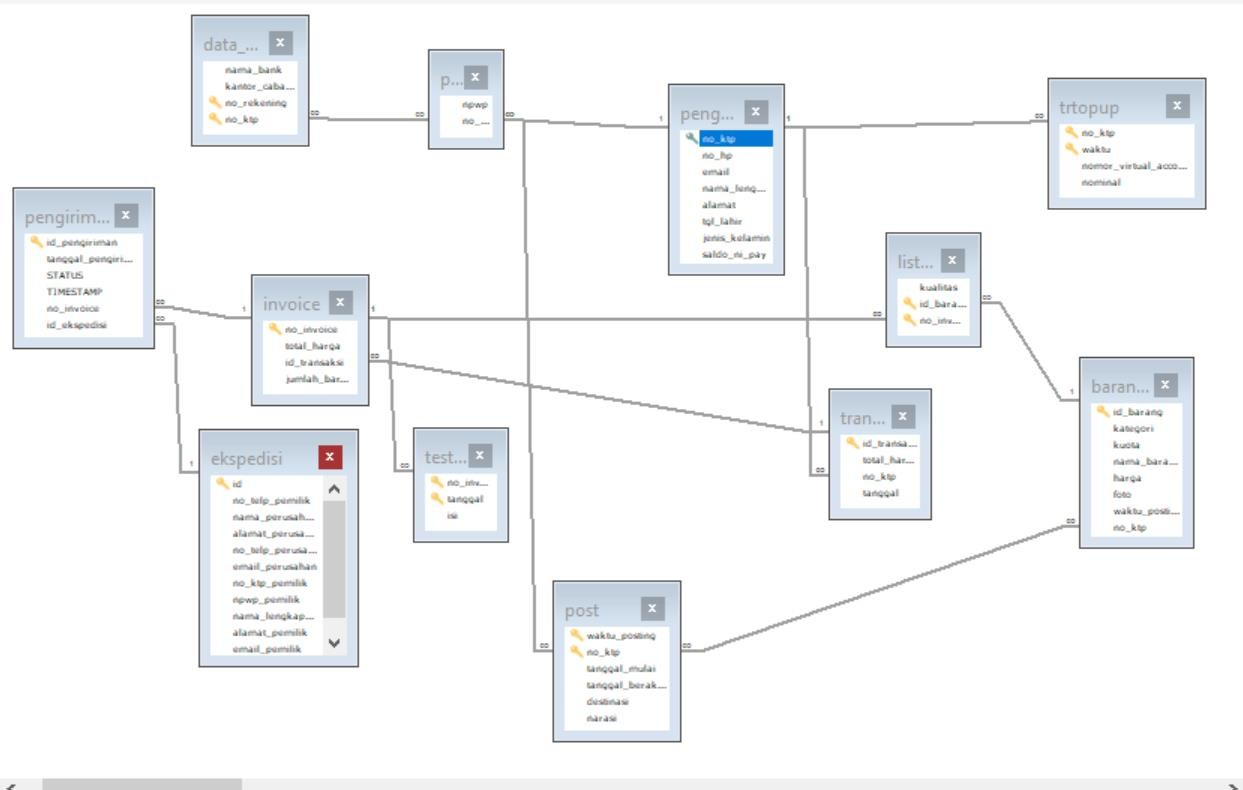 data_...
nama_bank
kantor_caba...
no_rekening
no_ktp
p...
npwp
no_...
peng...
no_ktp
no_hp
email
nama_leng...
alamat
tgl_lahir
jenis_kelamin
saldo_ni_pay
trtopup
no_ktp
waktu
nomor_virtual_acco...
nominal
pengirim...
id_pengiriman
tanggal_pengiri...
STATUS
TIMESTAMP
no_invoice
id_ekspedisi
invoice
no_invoice
total_harga
id_transaksi
jumlah_bar...
list...
kualitas
id_bara...
no_inv...
baran...
id_barang
kategori
kuota
nama_bara...
harga
foto
waktu_posti...
no_ktp
tran...
id_transa...
total_har...
no_ktp
tanggal
ekspedisi
id
no_telp_pemilik
nama_perusah...
alamat_perusa...
no_telp_perusa...
email_perusahan
no_ktp_pemilik
npwp_pemilik
nama_lengkap...
alamat_pemilik
email_pemilik
test...
no_inv...
tanggal
isi
post
waktu_posting
no_ktp
tanggal_mulai
tanggal_berak...
destinasi
narasi